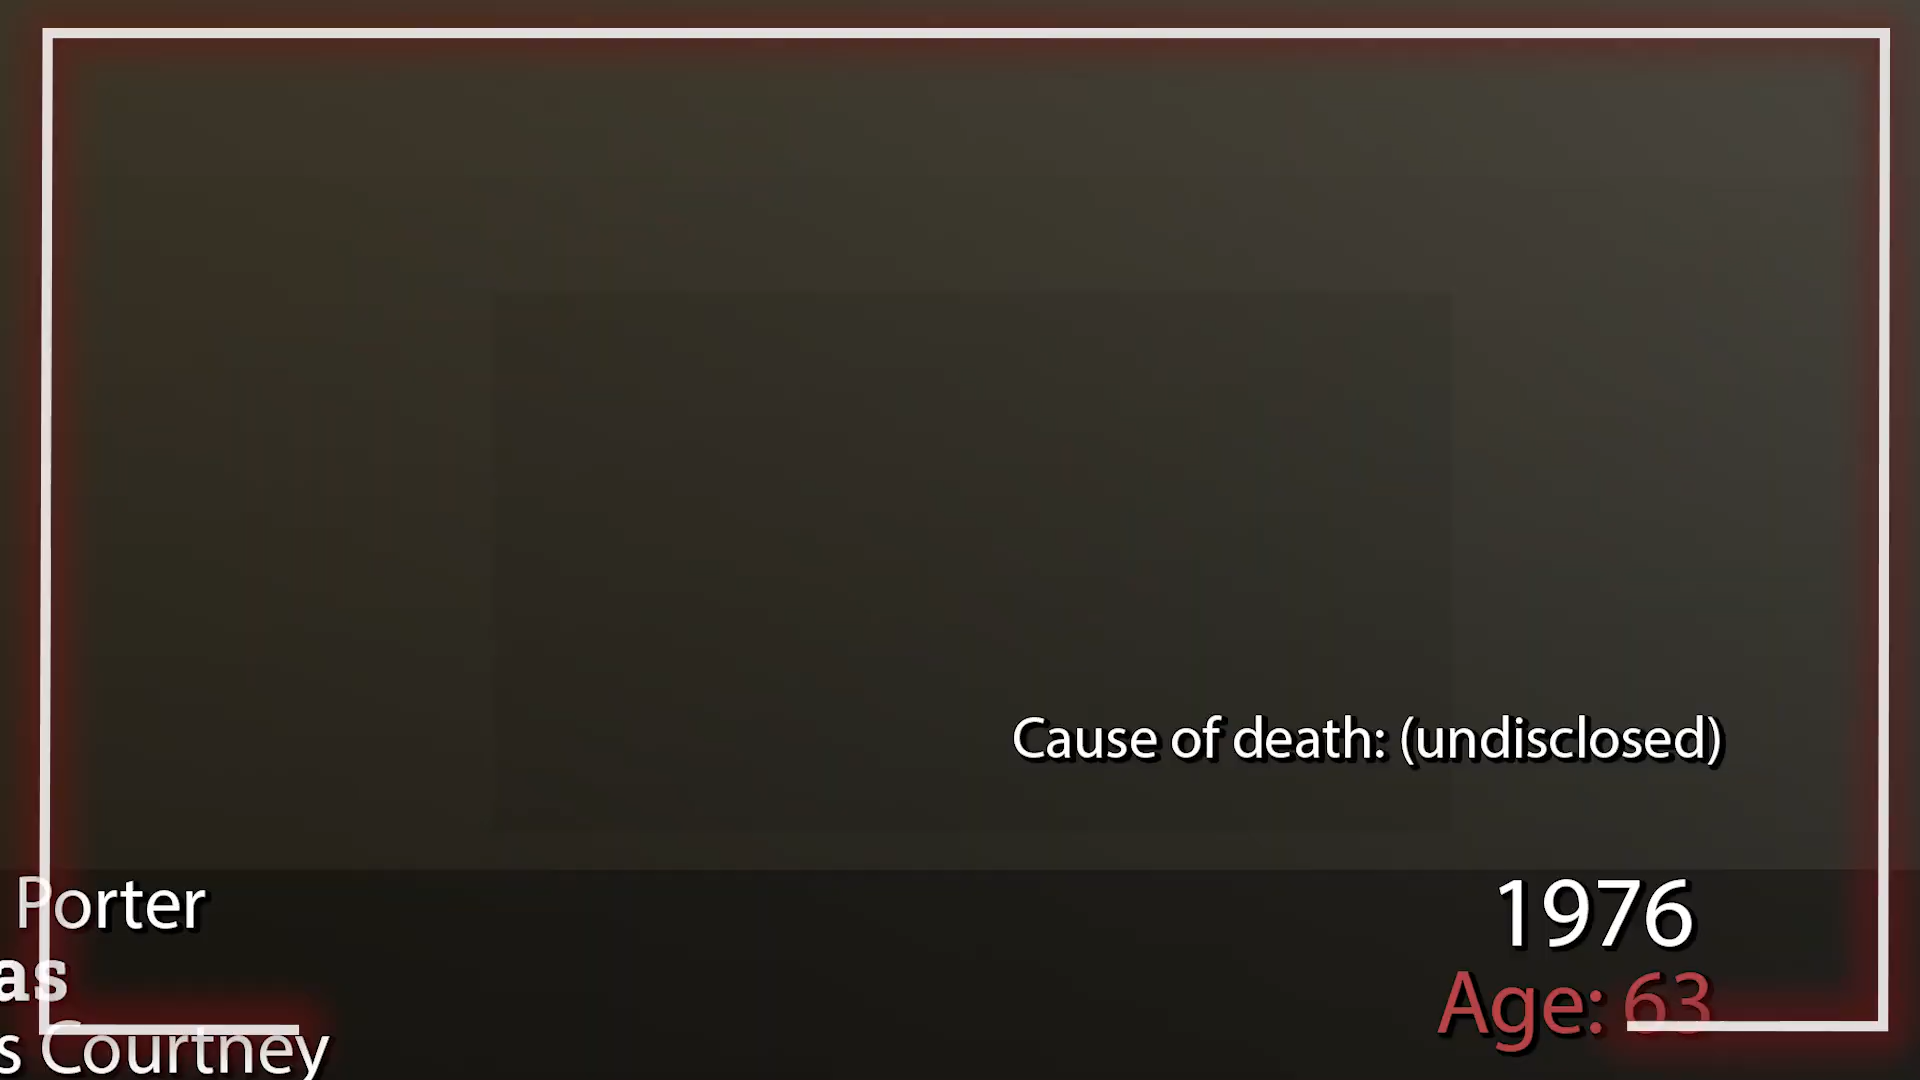 Cause of death: (undisclosed)
Porter
1976
as
Age: 63
s Courtney